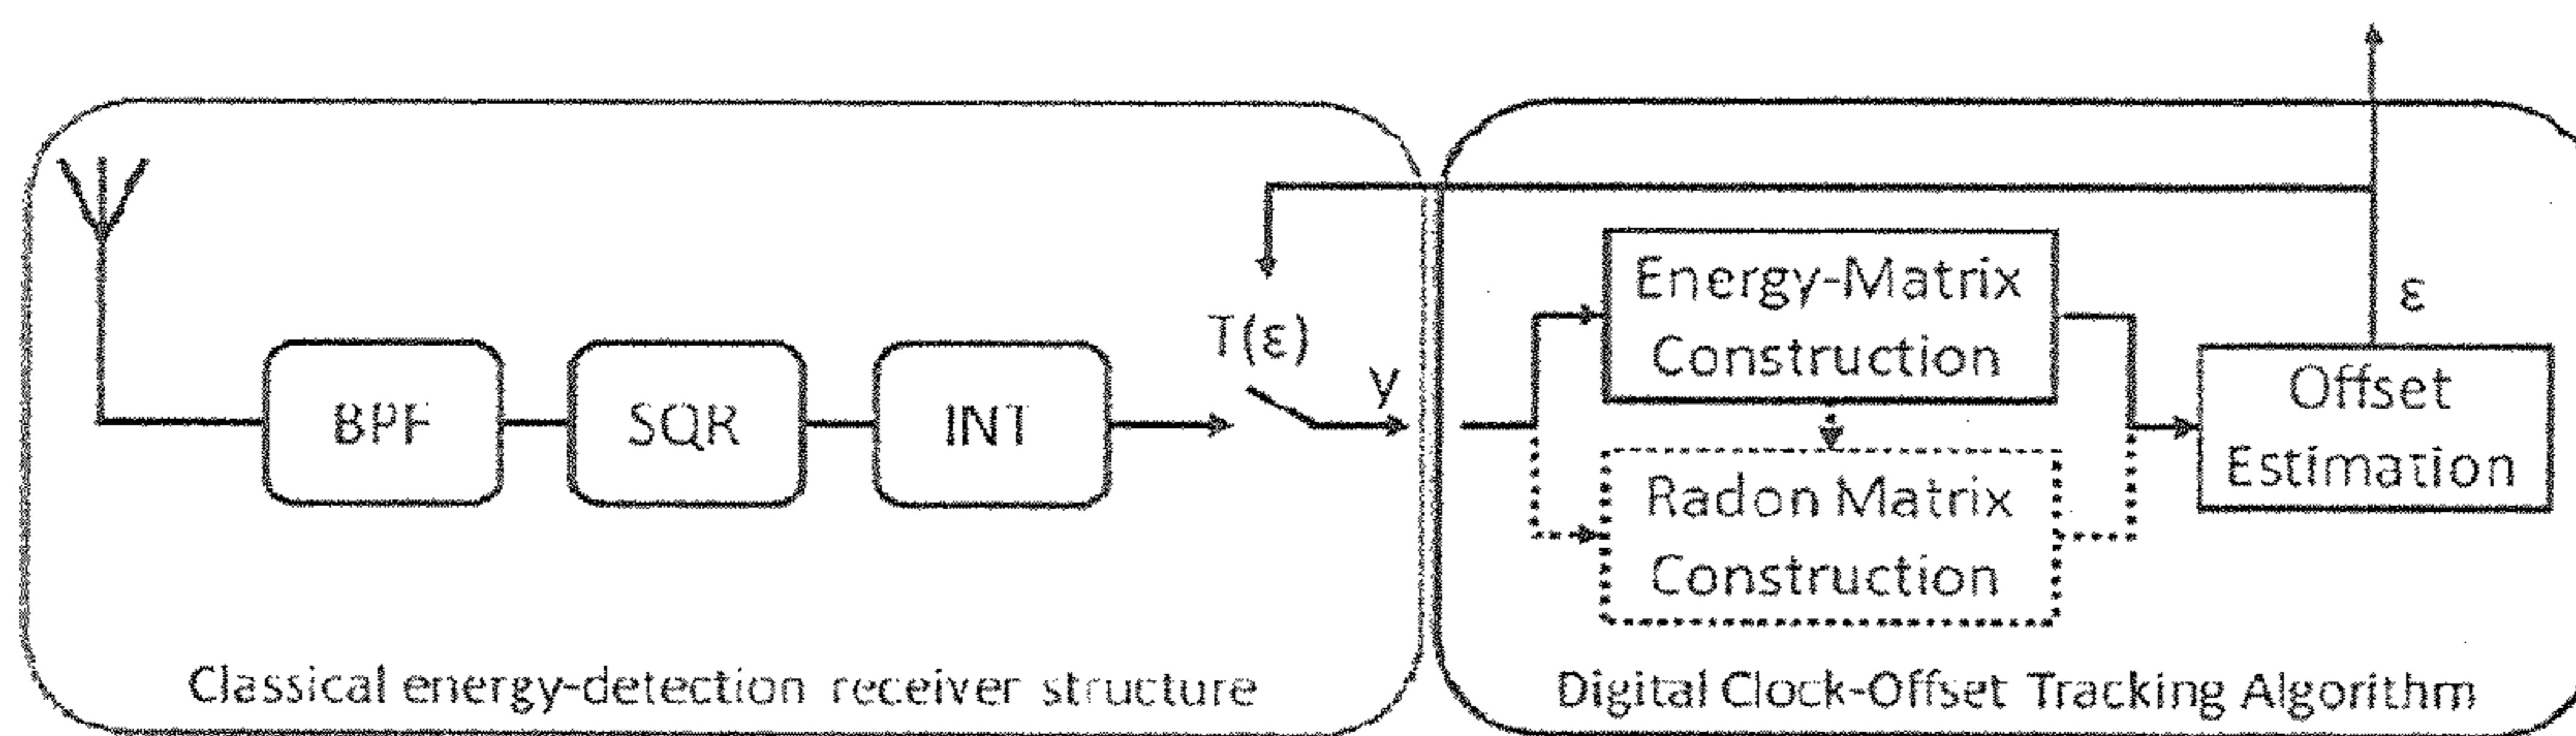 BPF
SQR
INT
T(ε)
y
Classical energy-detection receiver structure
Energy-Matrix
Construction
Radon Matrix
Construction
Offset
Estimation
ε
Digital Clock-Offset Tracking Algorithm